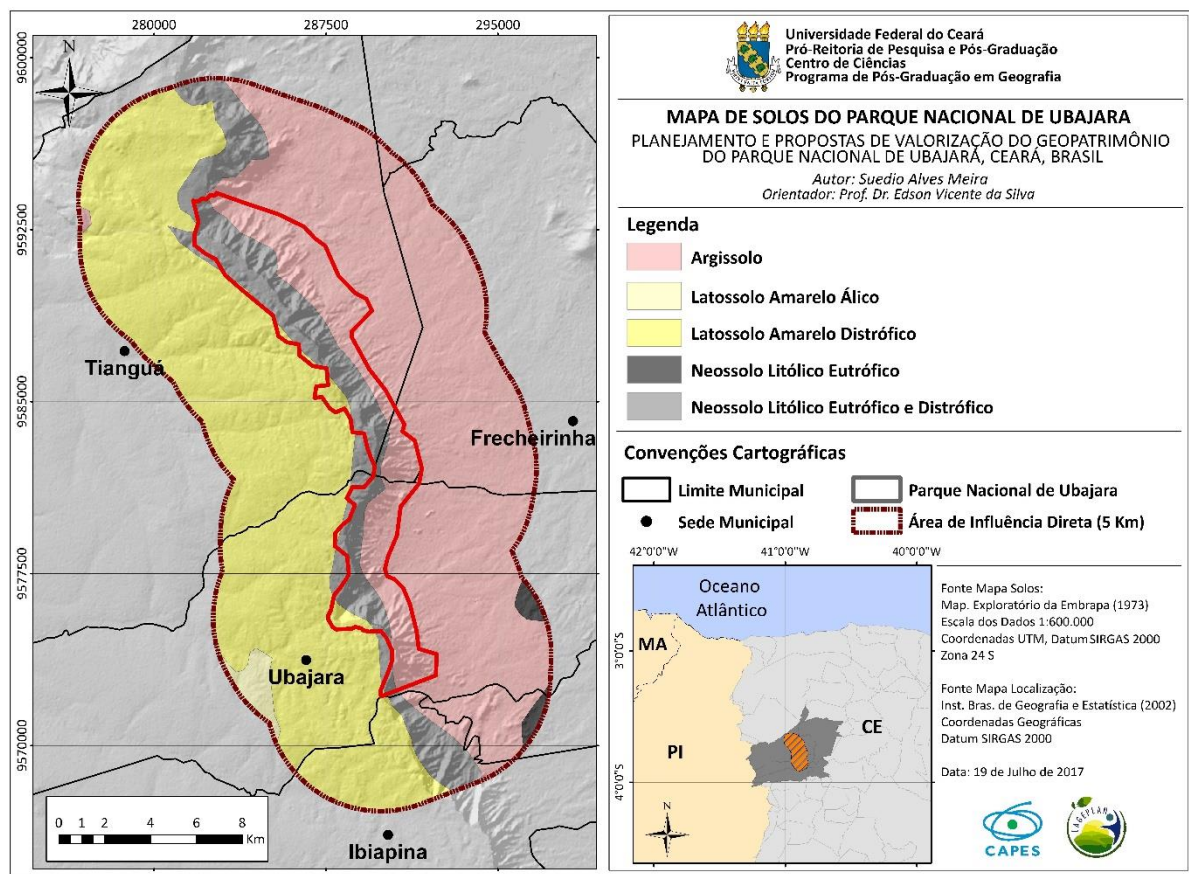 280000
287500
295000
N
9600000
9592500
9585000
9577500
9570000
Tianguá
Frecheirinha
Ubajara
Ibiapina
0 1 2 4 6 8
Km
Universidade Federal do Ceará
Pró-Reitoria de Pesquisa e Pós-Graduação
Centro de Ciências
Programa de Pós-Graduação em Geografia
MAPA DE SOLOS DO PARQUE NACIONAL DE UBAJARA
PLANEJAMENTO E PROPOSTAS DE VALORIZAÇÃO DO GEOPATRIMÔNIO
DO PARQUE NACIONAL DE UBAJARÁ, CEARÁ, BRASIL
Autor: Suedio Alves Meira
Orientador: Prof. Dr. Edson Vicente da Silva
Legenda
Argissolo
Latossolo Amarelo Álico
Latossolo Amarelo Distrófico
Neossolo Litólico Eutrófico
Neossolo Litólico Eutrófico e Distrófico
Convenções Cartográficas
Limite Municipal
Parque Nacional de Ubajara
Sede Municipal
Área de Influência Direta (5 Km)
42°0'0"W
41°0'0"W
40°0'0"W
Oceano
Atlântico
MA
3°0'0"S
CE
PI
4°0'0"S
N
Fonte Mapa Solos:
Map. Exploratório da Embrapa (1973)
Escala dos Dados 1:600.000
Coordenadas UTM, Datum SIRGAS 2000
Zona 24 S
Fonte Mapa Localização:
Inst. Bras. de Geografia e Estatística (2002)
Coordenadas Geográficas
Datum SIRGAS 2000
Data: 19 de Julho de 2017
CAPES
LAGEPLAN